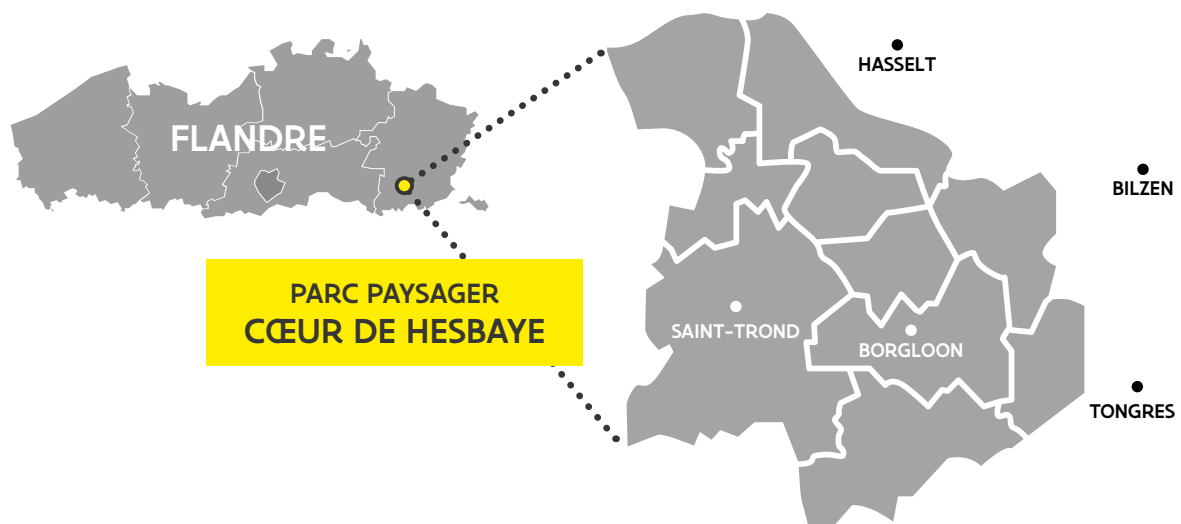 FLANDRE
PARC PAYSAGER
CŒUR DE HESBAYE
HASSELT
BILZEN
SAINT-TROND
BORGLOON
TONGRES